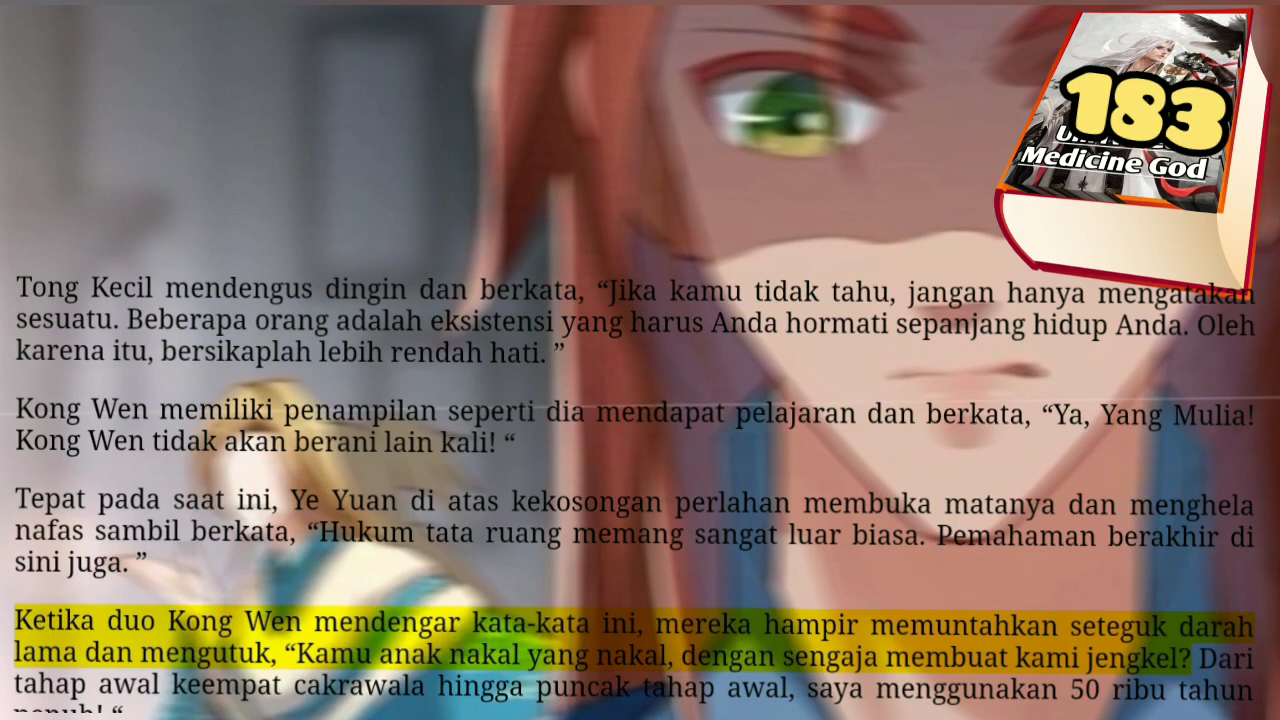 183
Medicine God
Tong Kecil mendengus dingin dan berkata, “Jika kamu tidak tahu, jangan hanya mengatakan
sesuatu. Beberapa orang adalah eksistensi yang harus Anda hormati sepanjang hidup Anda. Oleh
karena itu, bersikaplah lebih rendah hati. ”
Kong Wen memiliki penampilan seperti dia mendapat pelajaran dan berkata, “Ya, Yang Mulia!
Kong Wen tidak akan berani lain kali! “
Tepat pada saat ini, Ye Yuan di atas kekosongan perlahan membuka matanya dan menghela
nafas sambil berkata, “Hukum tata ruang memang sangat luar biasa. Pemahaman berakhir di
sini juga. ”
Ketika duo Kong Wen mendengar kata-kata ini, mereka hampir memuntahkan seteguk darah
lama dan mengutuk, “Kamu anak nakal yang nakal, dengan sengaja membuat kami jengkel? Dari
tahap awal keempat cakrawala hingga puncak tahap awal, saya menggunakan 50 ribu tahun